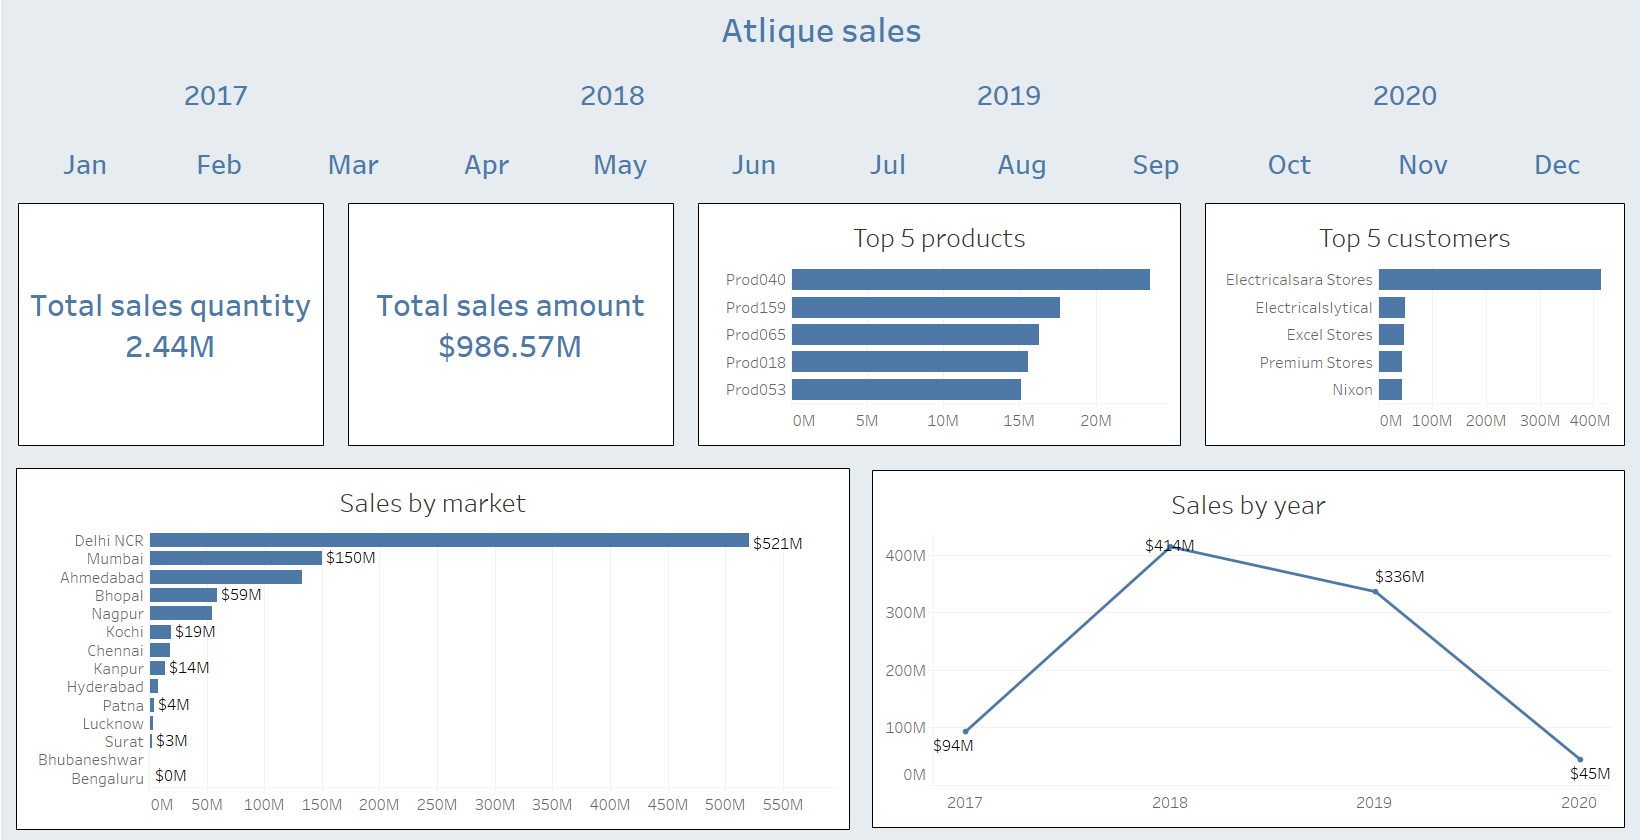 Atlique sales
2017 2018 2019 2020
Jan Feb Mar Apr May Jun Jul Aug Sep Oct Nov Dec
Total sales quantity
2.44M
Total sales amount
$986.57M
Top 5 products
Prod040
Prod159
Prod065
Prod018
Prod053
0M 5M 10M 15M 20M
Top 5 customers
Electricalsara Stores
Electricalslytical
Excel Stores
Premium Stores
Nixon
0M 100M 200M 300M 400M
Sales by market
Delhi NCR $521M
Mumbai $150M
Ahmedabad
Bhopal $59M
Nagpur
Kochi $19M
Chennai
Kanpur $14M
Hyderabad
Patna $4M
Lucknow
Surat $3M
Bhubaneshwar
Bengaluru $0M
0M 50M 100M 150M 200M 250M 300M 350M 400M 450M 500M 550M
Sales by year
$414M
400M
$336M
300M
200M
100M
$94M
0M
$45M
2017 2018 2019 2020